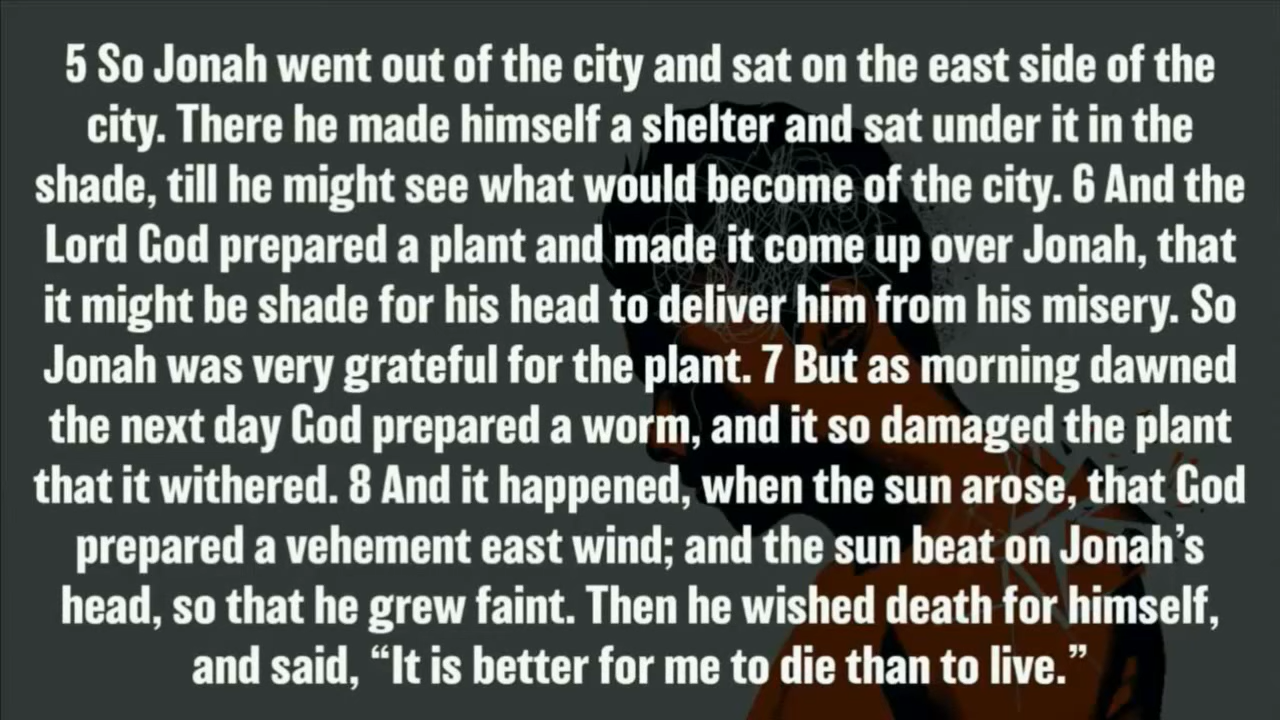 5 So Jonah went out of the city and sat on the east side of the
city. There he made himself a shelter and sat under it in the
shade, till he might see what would become of the city. 6 And the
Lord God prepared a plant and made it come up over Jonah, that
it might be shade for his head to deliver him from his misery. So
Jonah was very grateful for the plant. 7 But as morning dawned
the next day God prepared a worm, and it so damaged the plant
that it withered. 8 And it happened, when the sun arose, that God
prepared a vehement east wind; and the sun beat on Jonah’s
head, so that he grew faint. Then he wished death for himself,
and said, “It is better for me to die than to live.”